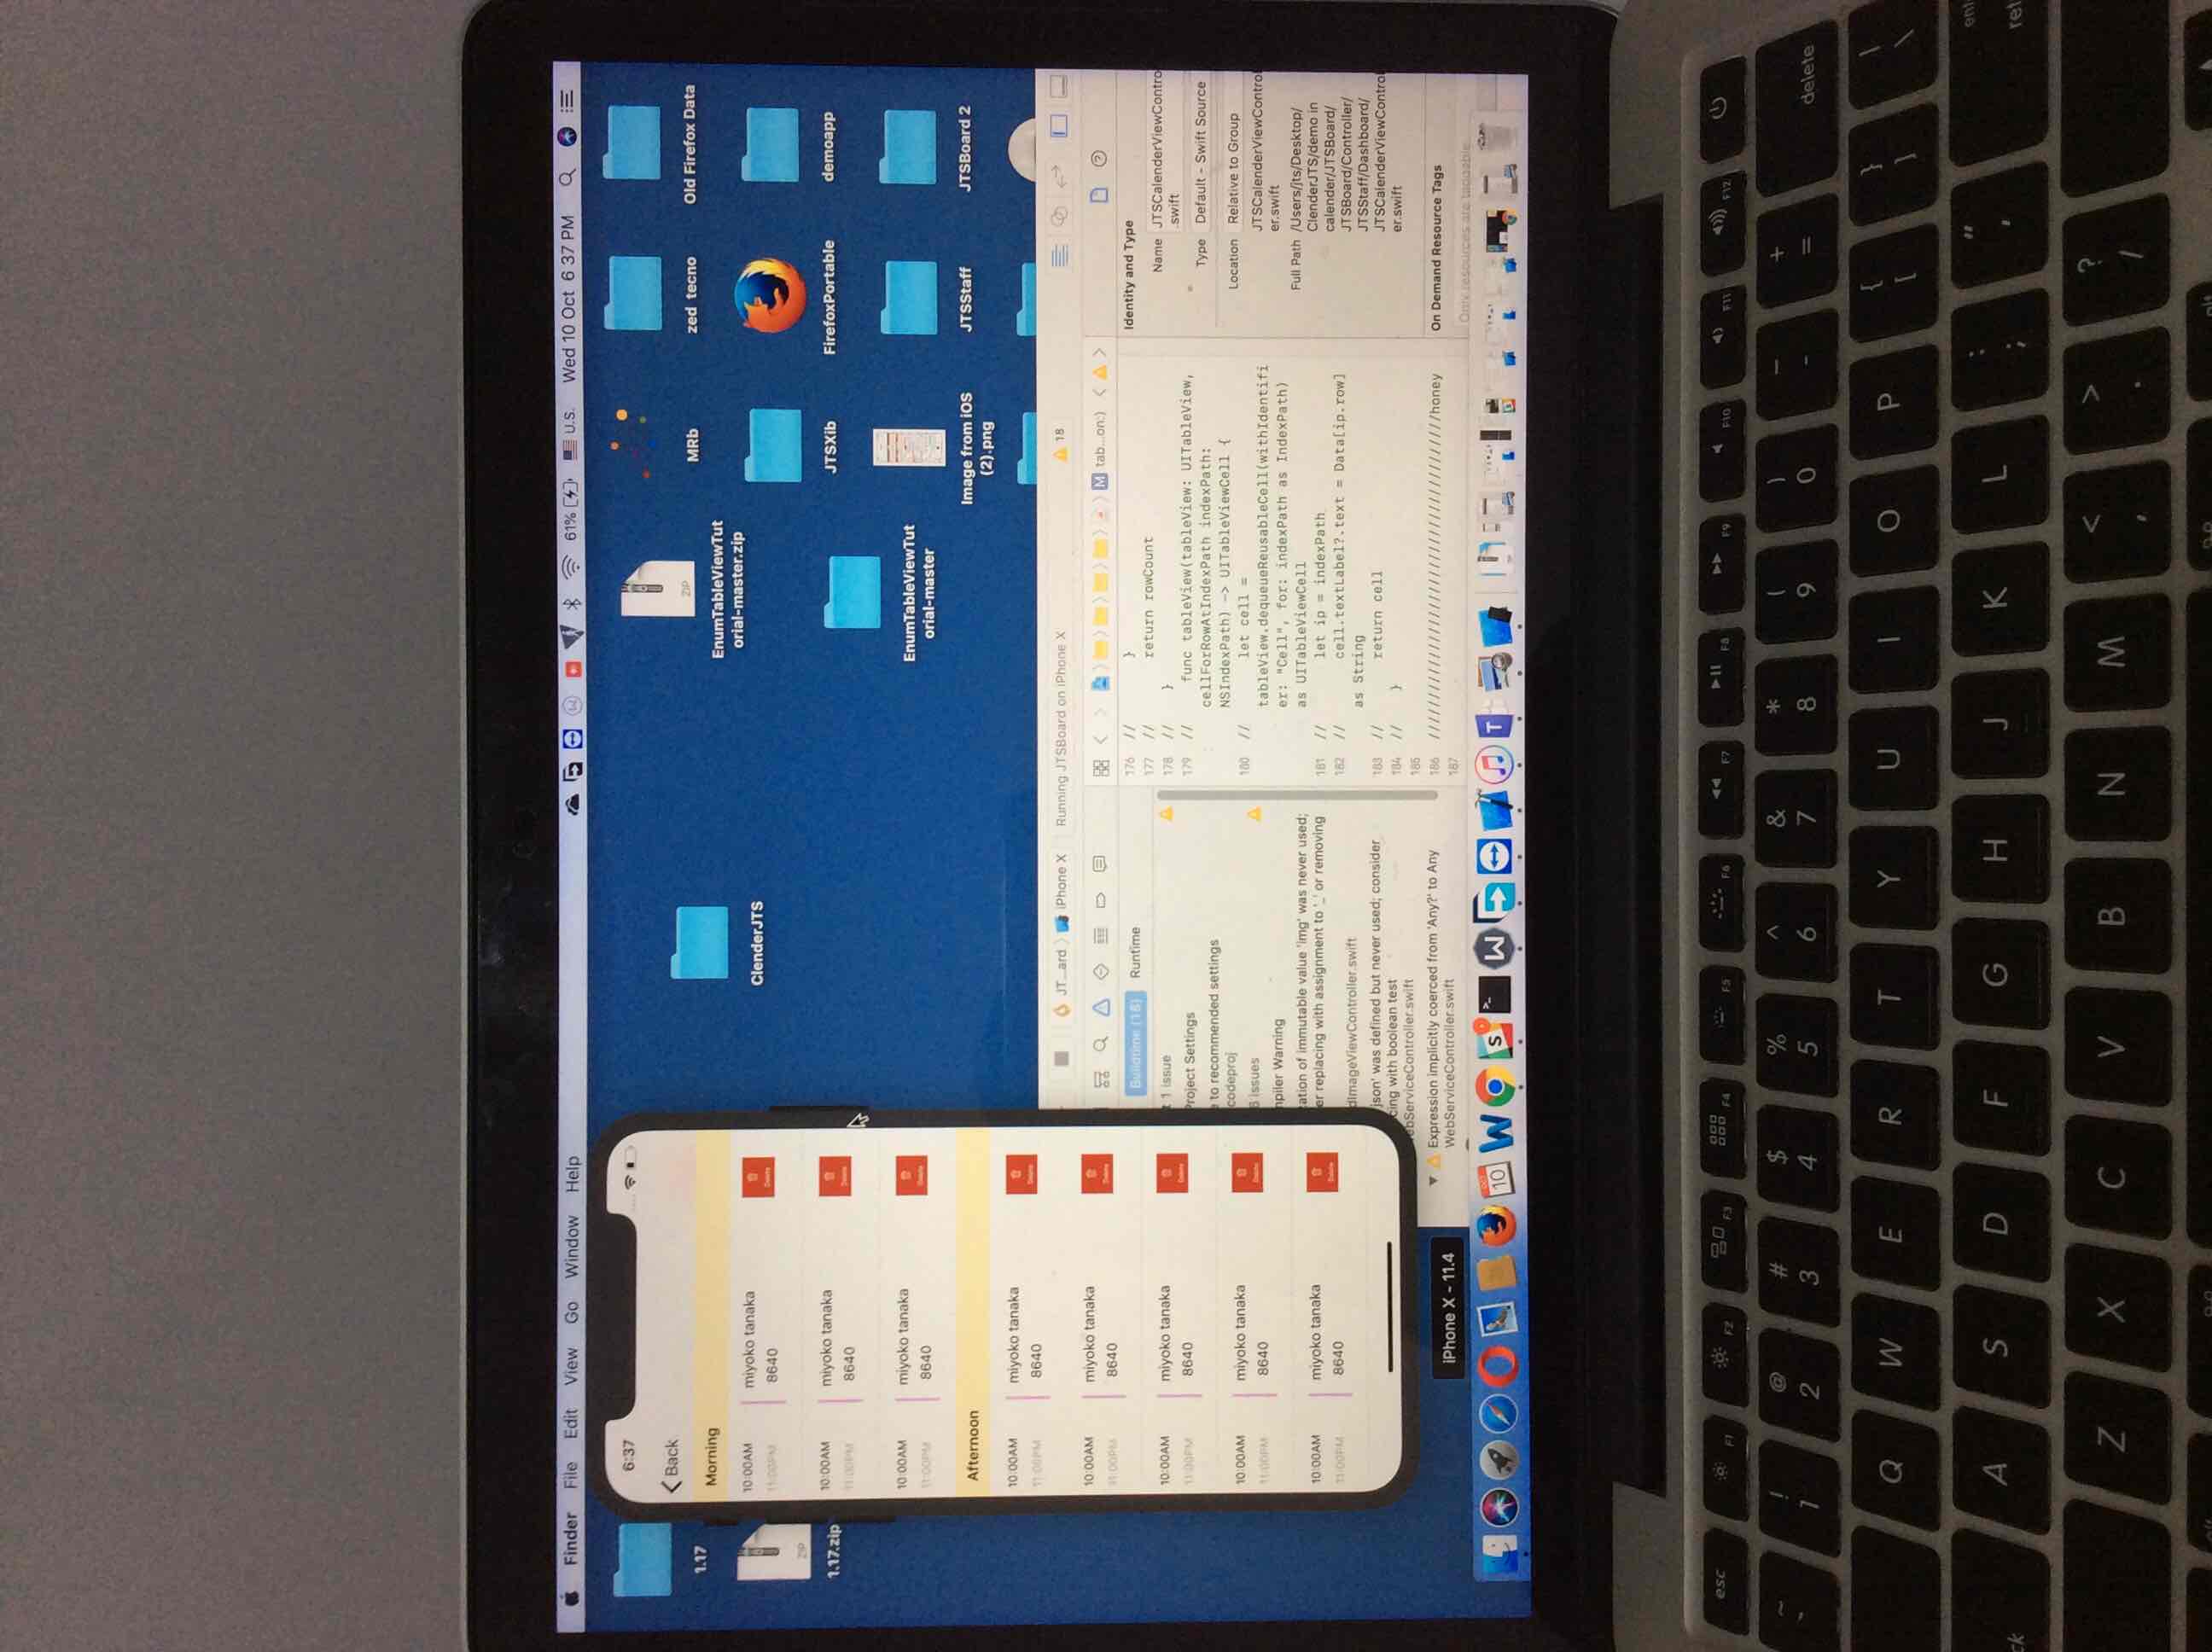 Finder File Edit View Go Window Help
61% U.S. Wed 10 Oct 6 37 PM
1.17
ZIP
1.17.zip
6:37
Back
Morning
10:00AM miyoko tanaka
11:00PM 8640
Delete
10:00AM miyoko tanaka
11:00PM 8640
Delete
10:00AM miyoko tanaka
11:00PM 8640
Delete
Afternoon
10:00AM miyoko tanaka
11:00PM 8640
Delete
10:00AM miyoko tanaka
11:00PM 8640
Delete
10:00AM miyoko tanaka
11:00PM 8640
Delete
10:00AM miyoko tanaka
11:00PM 8640
Delete
10:00AM miyoko tanaka
11:00PM 8640
Delete
iPhone X - 11.4
ClenderJTS
ZIP
EnumTableViewTut
orial-master.zip
MRb
zed tecno
Old Firefox Data
JTSXib
FirefoxPortable
demoapp
EnumTableViewTut
orial-master
Image from iOS
(2).png
JTSStaff
JTSBoard 2
JT...ard iPhone X Running JTSBoard on iPhone X 18
Buildtime (18) Runtime
1 issue
Project Settings
to recommended settings
codeproj
issues
mpiler Warning
ation of immutable value 'img' was never used;
er replacing with assignment to '_' or removing
dImageViewController.swift
json' was defined but never used; consider
cing with boolean test
ebServiceController.swift
Expression implicitly coerced from 'Any?' to Any
WebServiceController.swift
M tab...on:)
176 // }
177 // return rowCount
178 // }
179 // func tableView(tableView: UITableView,
cellForRowAtIndexPath indexPath:
NSIndexPath) -> UITableViewCell {
180 // let cell =
tableView.dequeueReusableCell(withIdentifi
er: "Cell", for: indexPath as IndexPath)
as UITableViewCell
181 // let ip = indexPath
182 // cell.textLabel?.text = Data[ip.row]
as String
183 // return cell
184 // }
185
186 ////////////////////////////////////////honey
187
Identity and Type
Name JTSCalenderViewContro
.swift
Type Default - Swift Source
Location Relative to Group
JTSCalenderViewControl
er.swift
Full Path /Users/jts/Desktop/
ClenderJTS/demo in
calender/JTSBoard/
JTSBoard/Controller/
JTSStaff/Dashboard/
JTSCalenderViewControl
er.swift
On Demand Resource Tags
Only resources are taggable
10
W
S
W
T
esc F1 F2 F3 F4 F5 F6 F7 F8 F9 F10 F11 F12
~ ! @ # $ % ^ & * ( ) _ +
` 1 2 3 4 5 6 7 8 9 0 - = delete
Q W E R T Y U I O P { [ } ] | \
A S D F G H J K L : ; " '
Z X C V B N M < , > . ? /